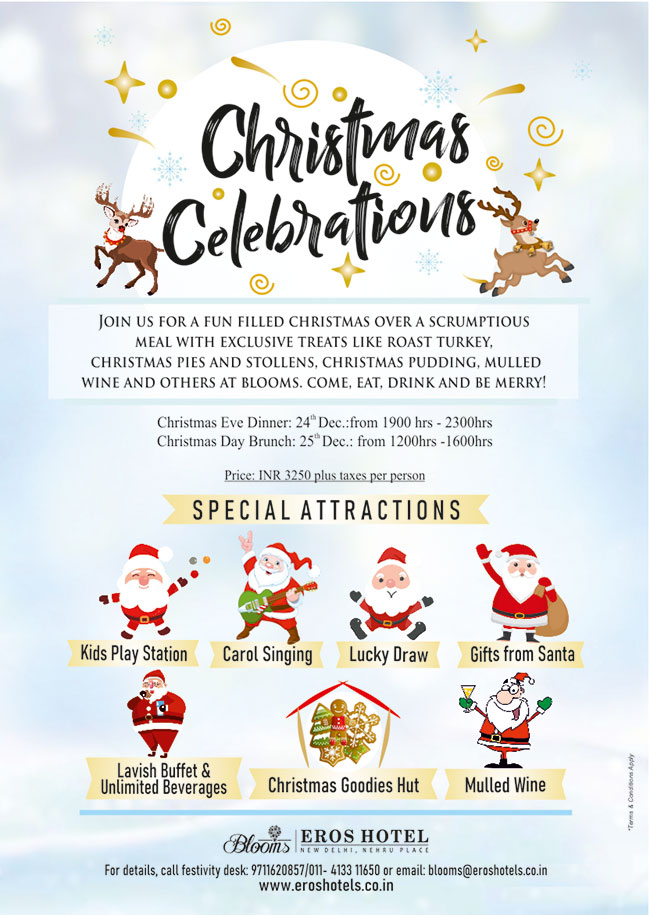 Christmas
Celebrations
JOIN US FOR A FUN FILLED CHRISTMAS OVER A SCRUMPTIOUS
MEAL WITH EXCLUSIVE TREATS LIKE ROAST TURKEY,
CHRISTMAS PIES AND STOLLENS, CHRISTMAS PUDDING, MULLED
WINE AND OTHERS AT BLOOMS. COME, EAT, DRINK AND BE MERRY!
Christmas Eve Dinner: 24th Dec.:from 1900 hrs - 2300hrs
Christmas Day Brunch: 25th Dec.: from 1200hrs -1600hrs
Price: INR 3250 plus taxes per person
SPECIAL ATTRACTIONS
Kids Play Station
Carol Singing
Lucky Draw
Gifts from Santa
Lavish Buffet &
Unlimited Beverages
Christmas Goodies Hut
Mulled Wine
*Terms & Conditions Apply
Blooms
EROS HOTEL
NEW DELHI, NEHRU PLACE
For details, call festivity desk: 9711620857/011- 4133 11650 or email: blooms@eroshotels.co.in
www.eroshotels.co.in